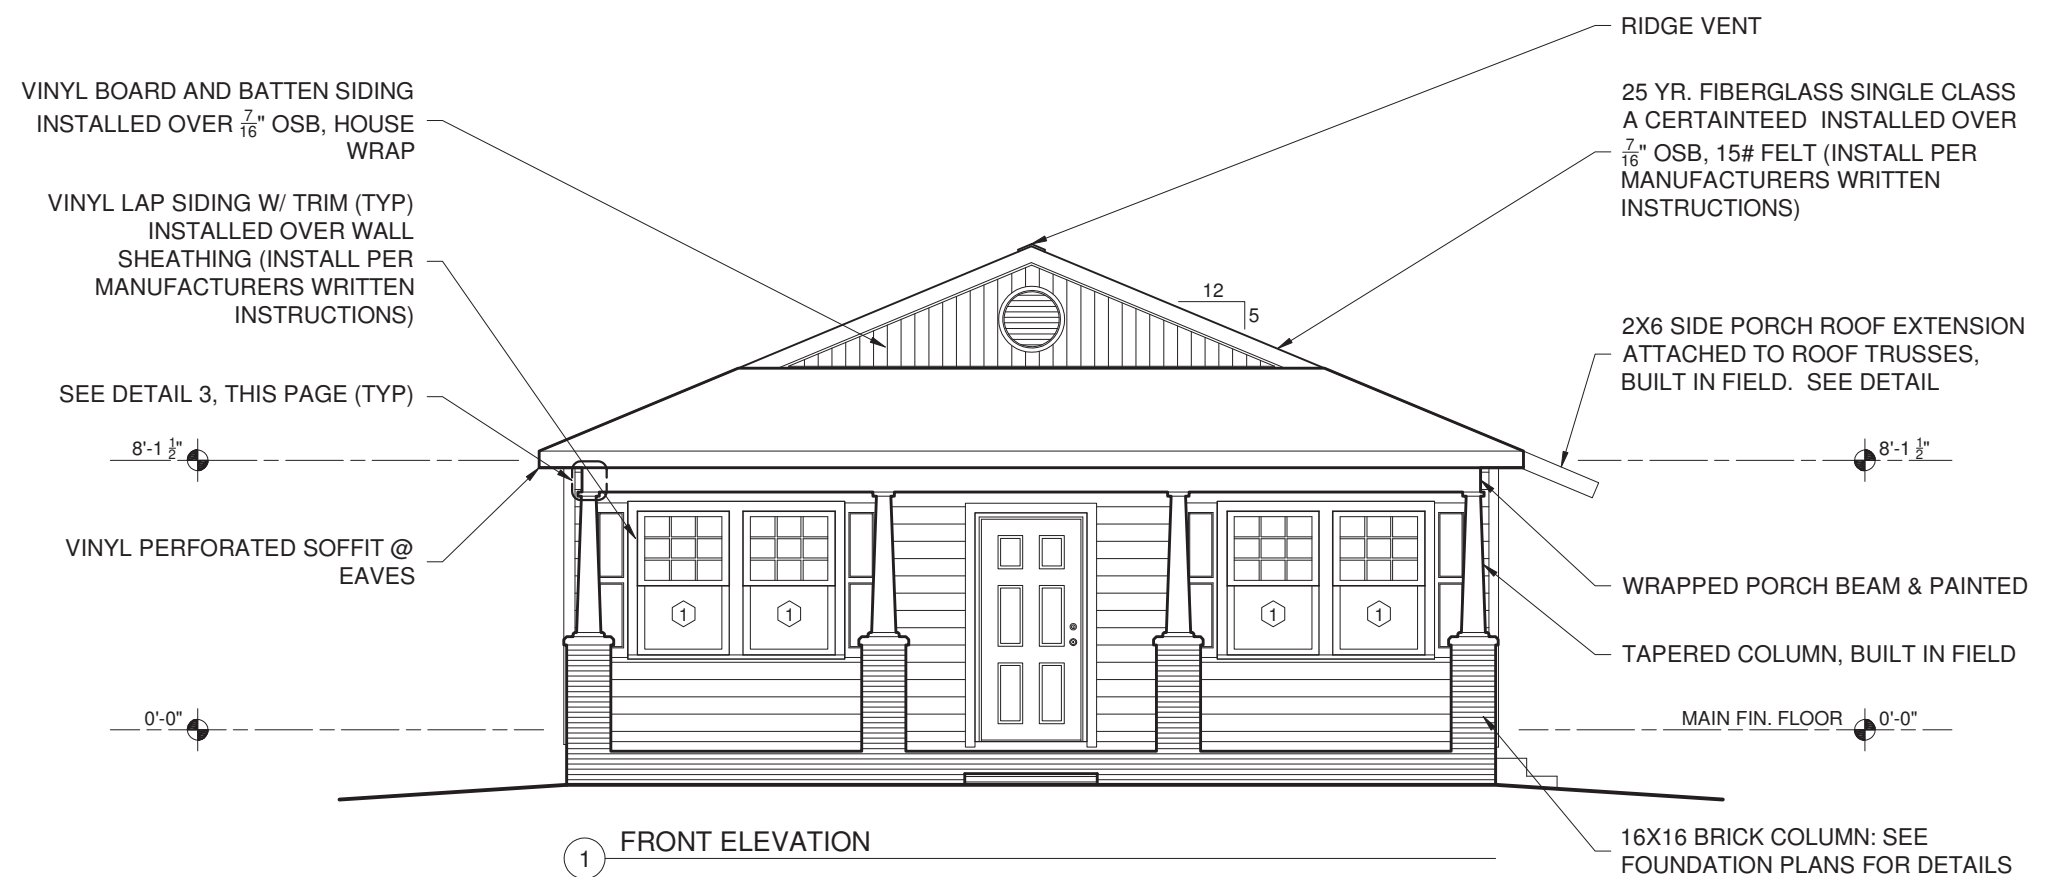 RIDGE VENT
VINYL BOARD AND BATTEN SIDING
INSTALLED OVER 7/16" OSB, HOUSE
WRAP
25 YR. FIBERGLASS SINGLE CLASS
A CERTAINTEED  INSTALLED OVER
7/16" OSB, 15# FELT (INSTALL PER
MANUFACTURERS WRITTEN
INSTRUCTIONS)
VINYL LAP SIDING W/ TRIM (TYP)
INSTALLED OVER WALL
SHEATHING (INSTALL PER
MANUFACTURERS WRITTEN
INSTRUCTIONS)
12
5
2X6 SIDE PORCH ROOF EXTENSION
ATTACHED TO ROOF TRUSSES,
BUILT IN FIELD.  SEE DETAIL
SEE DETAIL 3, THIS PAGE (TYP)
8'-1 1/2"
8'-1 1/2"
VINYL PERFORATED SOFFIT @
EAVES
WRAPPED PORCH BEAM & PAINTED
1
1
1
1
TAPERED COLUMN, BUILT IN FIELD
0'-0"
MAIN FIN. FLOOR
0'-0"
16X16 BRICK COLUMN: SEE
FOUNDATION PLANS FOR DETAILS
1
FRONT ELEVATION